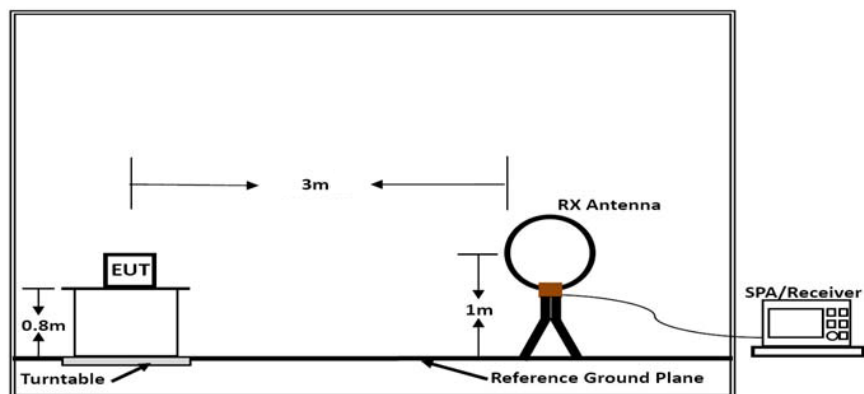 3m
RX Antenna
EUT
SPA/Receiver
0.8m
1m
Turntable
Reference Ground Plane